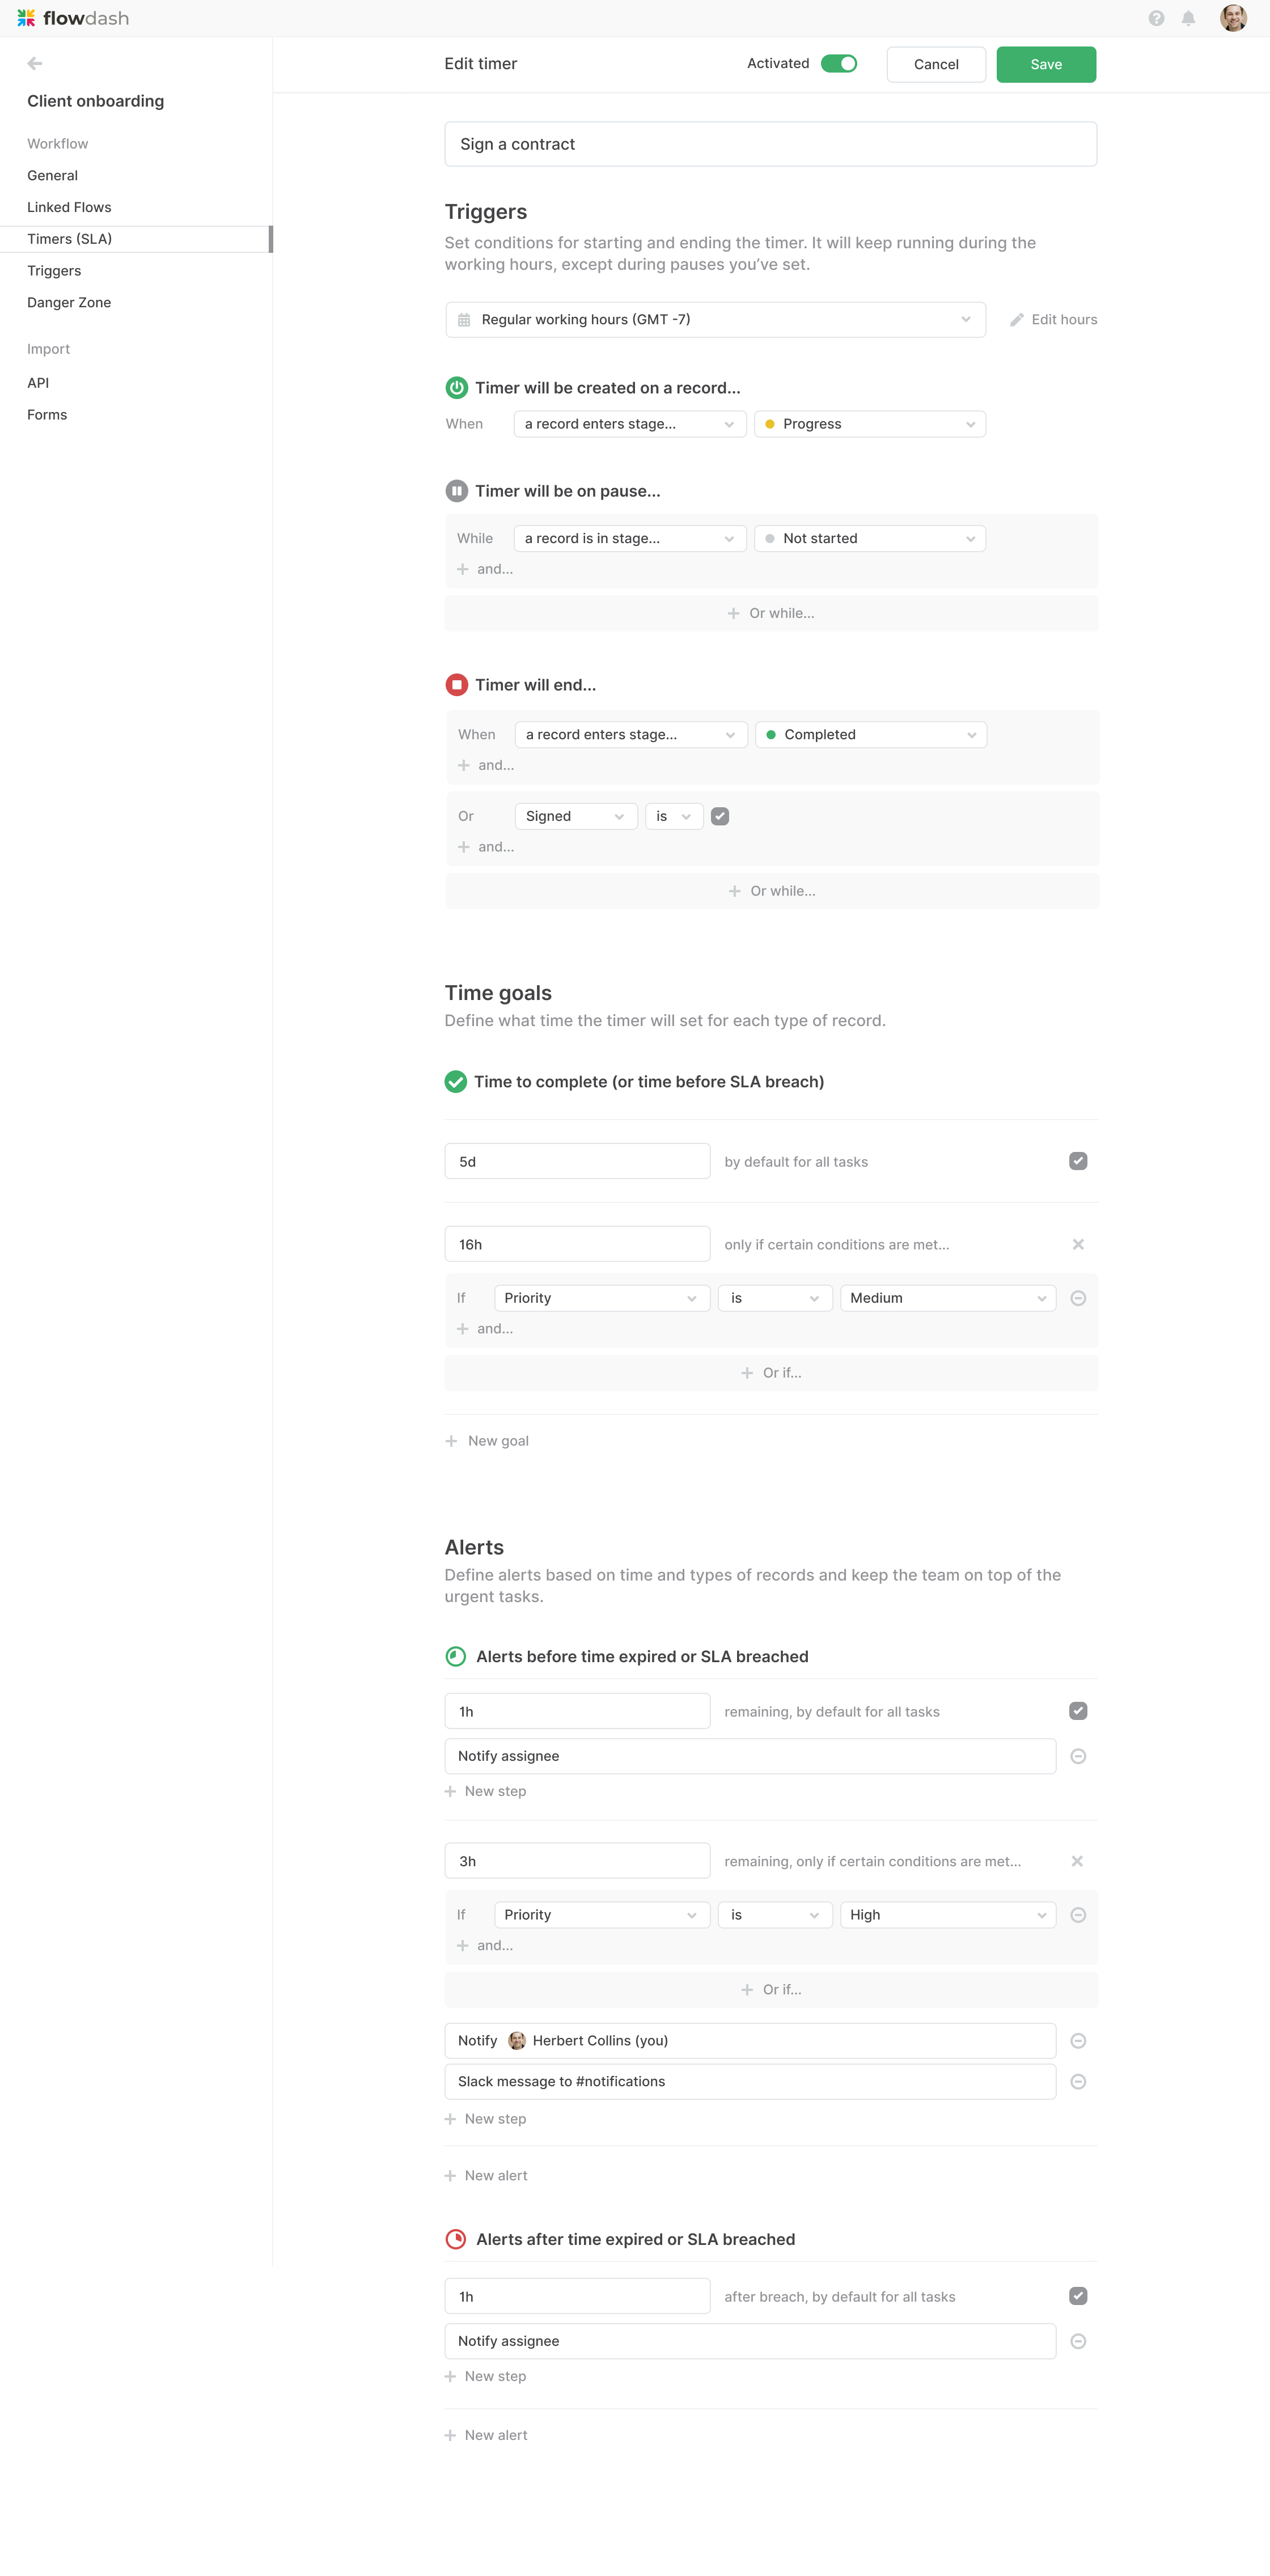 flowdash
Client onboarding
Workflow
General
Linked Flows
Timers (SLA)
Triggers
Danger Zone
Import
API
Forms
Edit timer
Activated
Cancel
Save
Sign a contract
Triggers
Set conditions for starting and ending the timer. It will keep running during the
working hours, except during pauses you’ve set.
Regular working hours (GMT -7)
Edit hours
Timer will be created on a record...
When a record enters stage... Progress
Timer will be on pause...
While a record is in stage... Not started
and...
Or while...
Timer will end...
When a record enters stage... Completed
and...
Or Signed is
and...
Or while...
Time goals
Define what time the timer will set for each type of record.
Time to complete (or time before SLA breach)
5d by default for all tasks
16h only if certain conditions are met...
If Priority is Medium
and...
Or if...
New goal
Alerts
Define alerts based on time and types of records and keep the team on top of the
urgent tasks.
Alerts before time expired or SLA breached
1h remaining, by default for all tasks
Notify assignee
New step
3h remaining, only if certain conditions are met...
If Priority is High
and...
Or if...
Notify Herbert Collins (you)
Slack message to #notifications
New step
New alert
Alerts after time expired or SLA breached
1h after breach, by default for all tasks
Notify assignee
New step
New alert